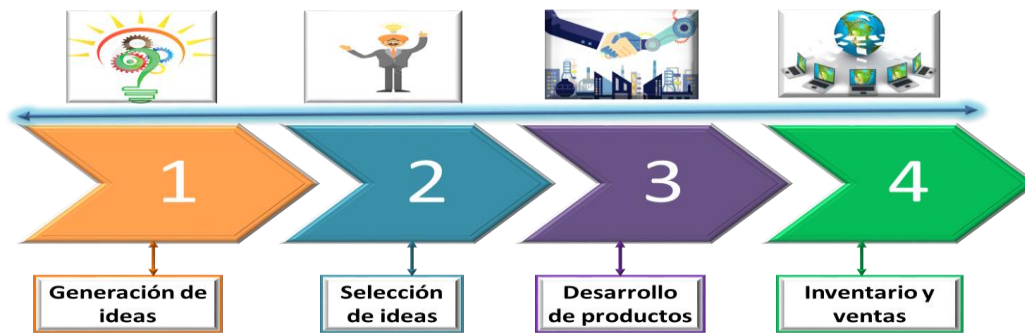 1
2
3
4
Generación de
ideas
Selección
de ideas
Desarrollo
de productos
Inventario y
ventas